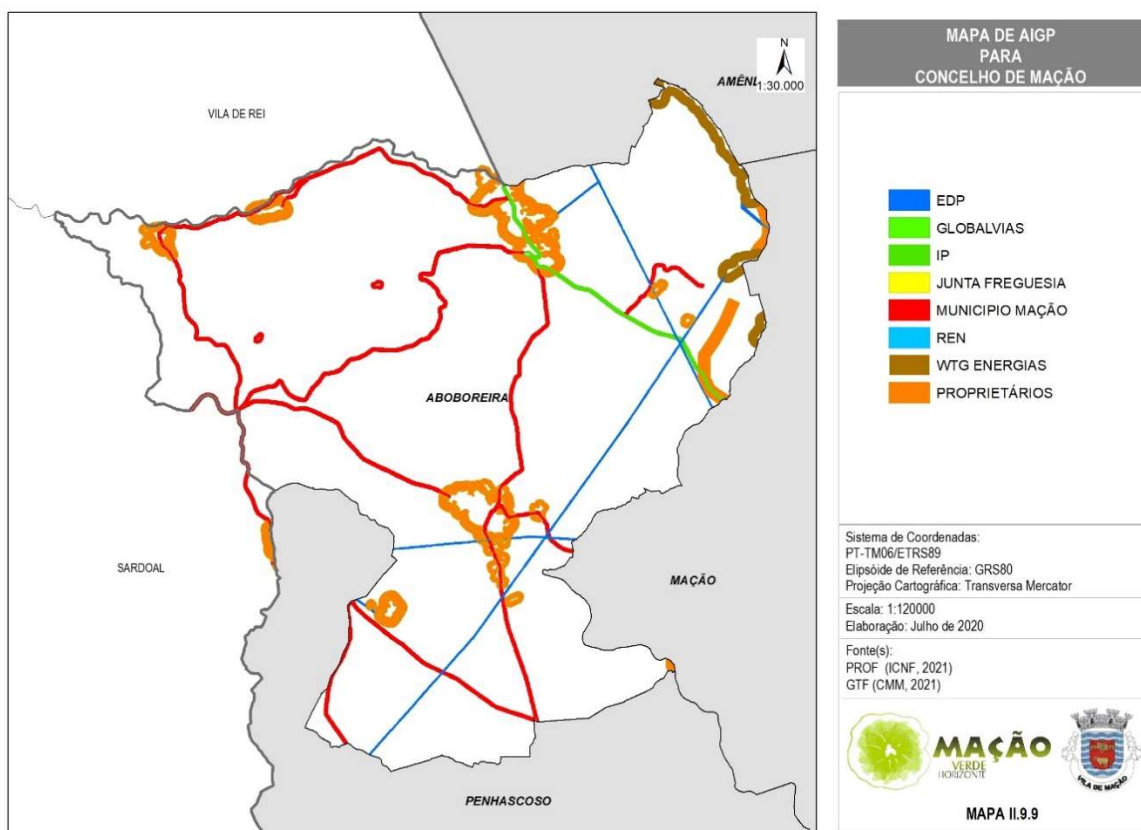 VILA DE REI
AMÊND
N
1:30.000
ABOBOREIRA
SARDOAL
MAÇÃO
PENHASCOSO
MAPA DE AIGP
PARA
CONCELHO DE MAÇÃO
EDP
GLOBALVIAS
IP
JUNTA FREGUESIA
MUNICIPIO MAÇÃO
REN
WTG ENERGIAS
PROPRIETÁRIOS
Sistema de Coordenadas:
PT-TM06/ETRS89
Elipsóide de Referência: GRS80
Projeção Cartográfica: Transversa Mercator
Escala: 1:120000
Elaboração: Julho de 2020
Fonte(s):
PROF (ICNF, 2021)
GTF (CMM, 2021)
MAÇÃO
VERDE
HORIZONTE
VILA DE MAÇÃO
MAPA II.9.9